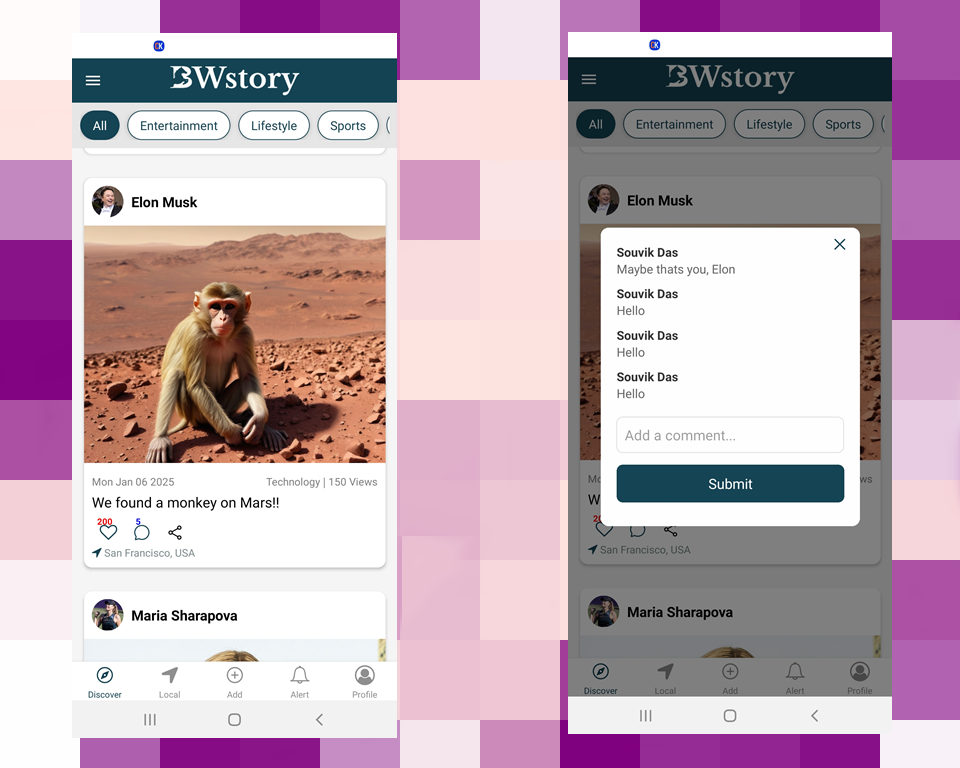 CK
BWstory
All
Entertainment
Lifestyle
Sports
Elon Musk
Mon Jan 06 2025
Technology | 150 Views
We found a monkey on Mars!!
200
5
San Francisco, USA
Maria Sharapova
Discover
Local
Add
Alert
Profile
CK
BWstory
All
Entertainment
Lifestyle
Sports
Elon Musk
Souvik Das
Maybe thats you, Elon
Souvik Das
Hello
Souvik Das
Hello
Souvik Das
Hello
Add a comment...
Submit
San Francisco, USA
Maria Sharapova
Discover
Local
Add
Alert
Profile